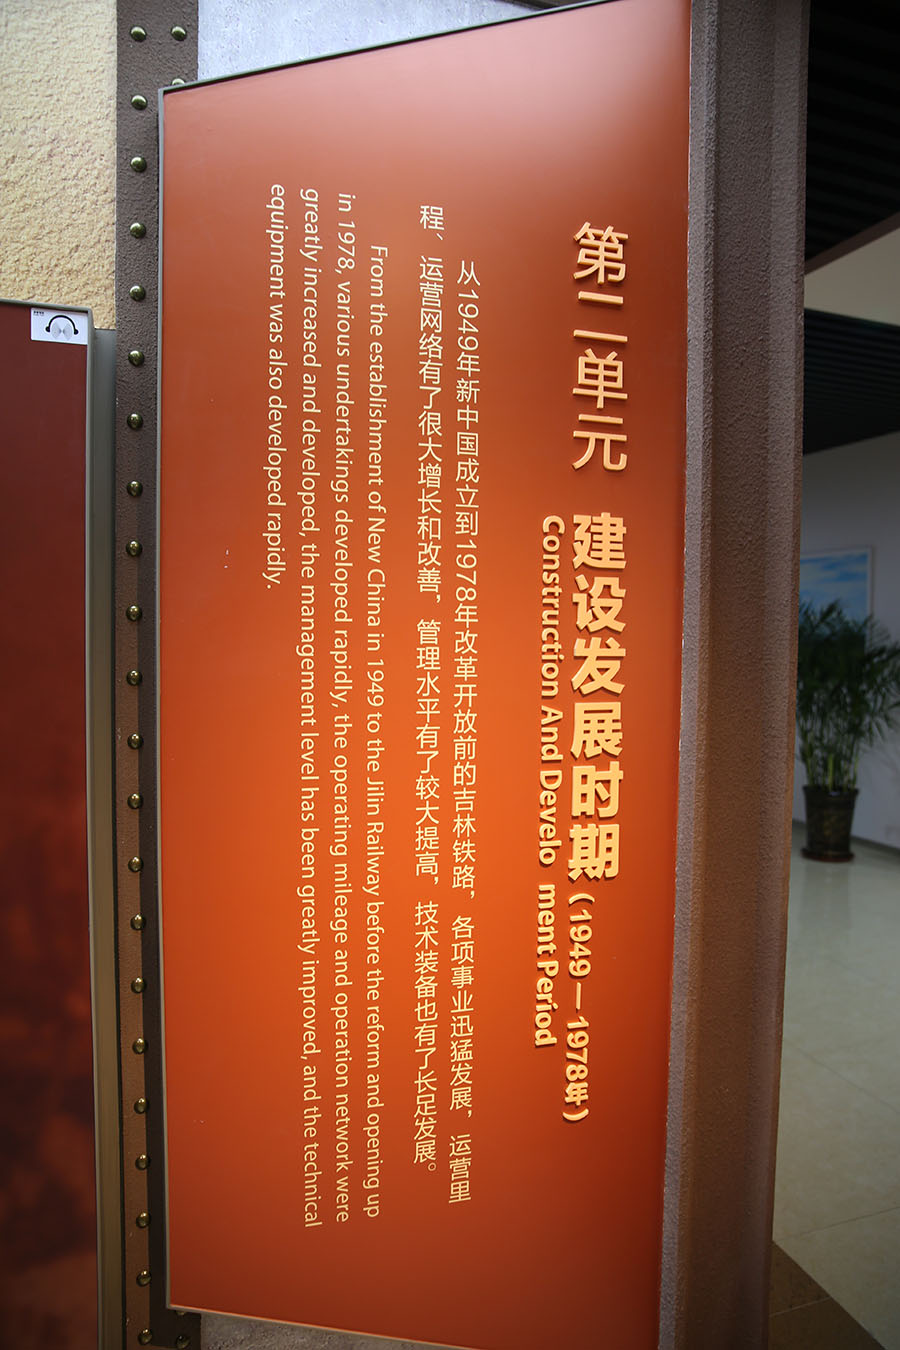 第二单元 建设发展时期（1949—1978年）
Construction And Develo ment Period
从1949年新中国成立到1978年改革开放前的吉林铁路，各项事业迅猛发展，运营里
程、运营网络有了很大增长和改善，管理水平有了较大提高，技术装备也有了长足发展。
From the establishment of New China in 1949 to the Jilin Railway before the reform and opening up
in 1978, various undertakings developed rapidly, the operating mileage and operation network were
greatly increased and developed, the management level has been greatly improved, and the technical
equipment was also developed rapidly.